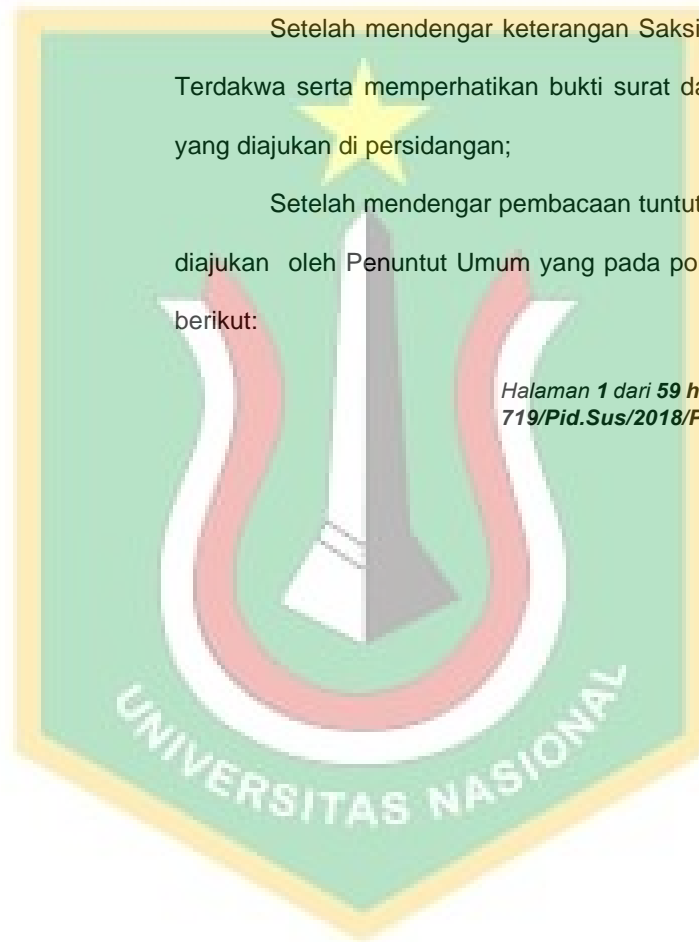 Setelah mendengar keterangan Saksi
Terdakwa serta memperhatikan bukti surat da
yang diajukan di persidangan;
Setelah mendengar pembacaan tuntut
diajukan oleh Penuntut Umum yang pada po
berikut:
Halaman 1 dari 59 h
719/Pid.Sus/2018/P
UNIVERSITAS NASIONAL